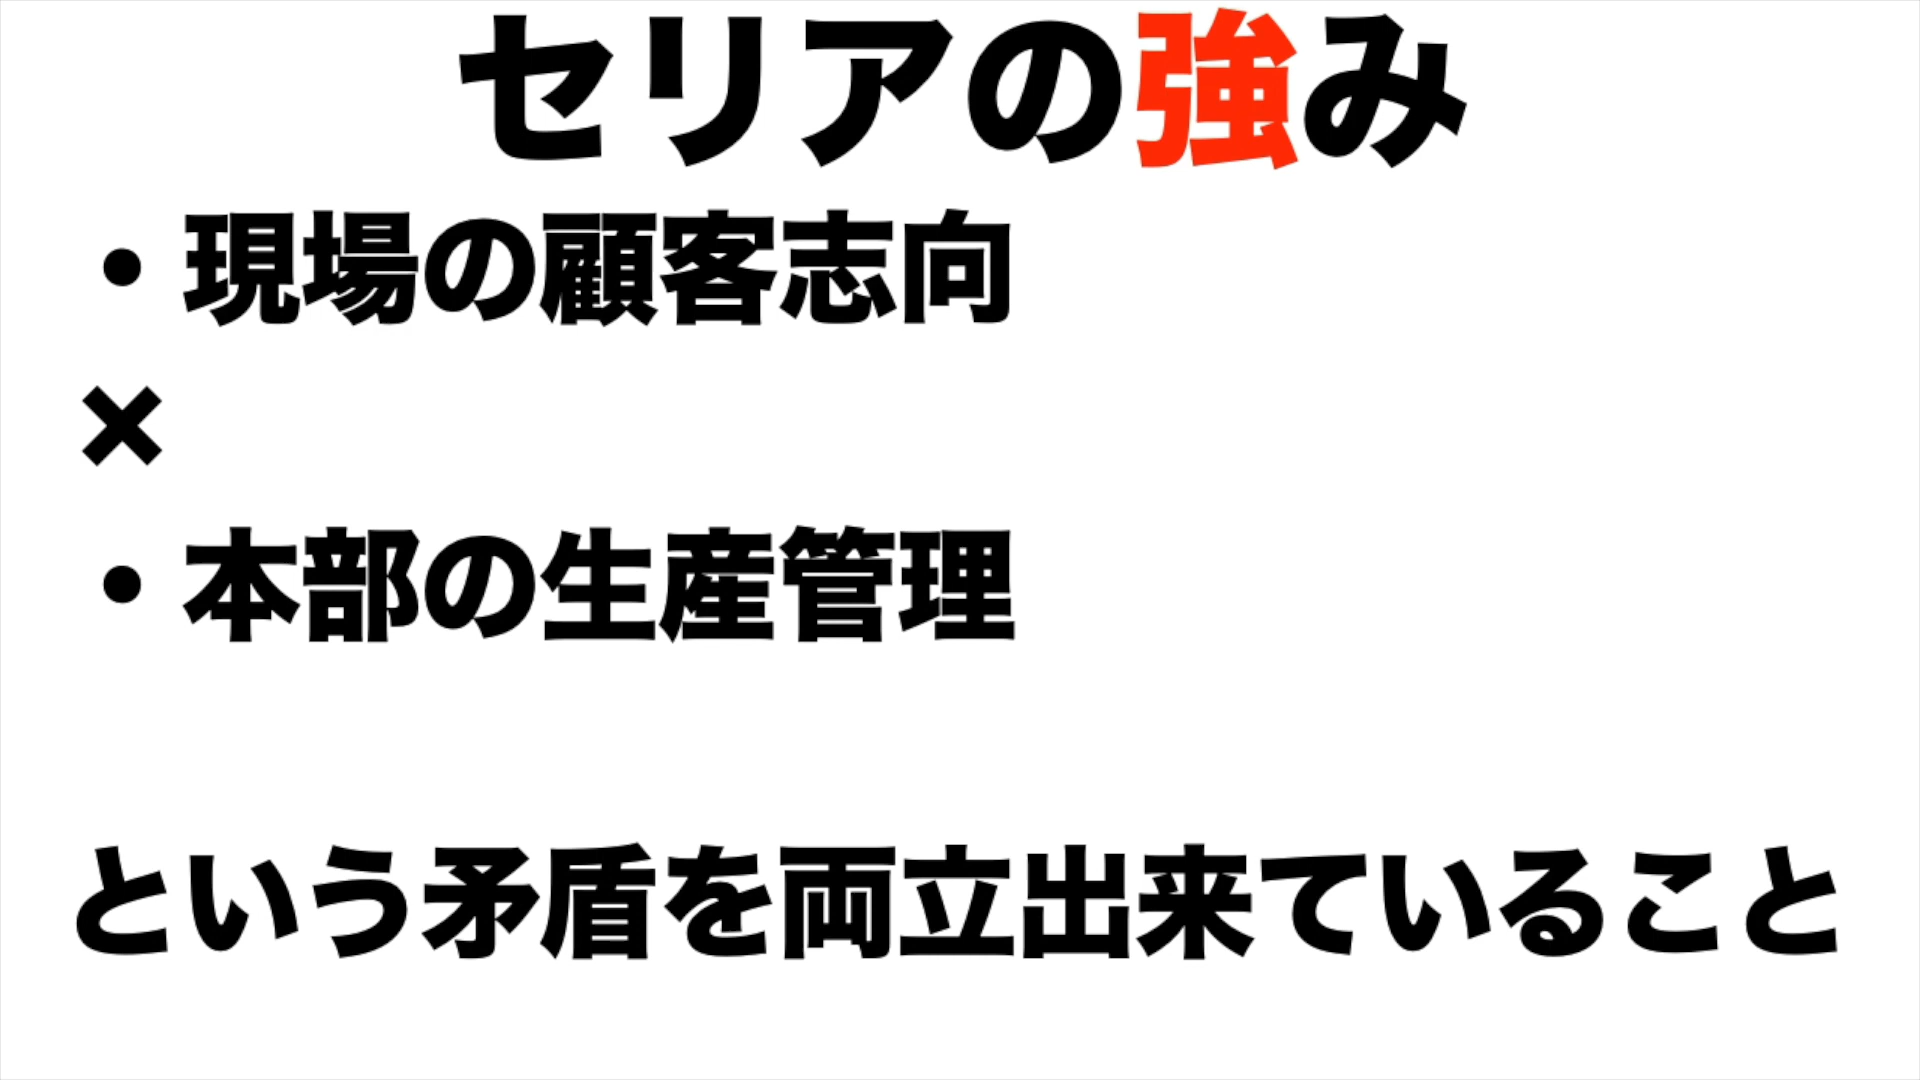 セリアの強み
・現場の顧客志向
×
・本部の生産管理
という矛盾を両立出来ていること